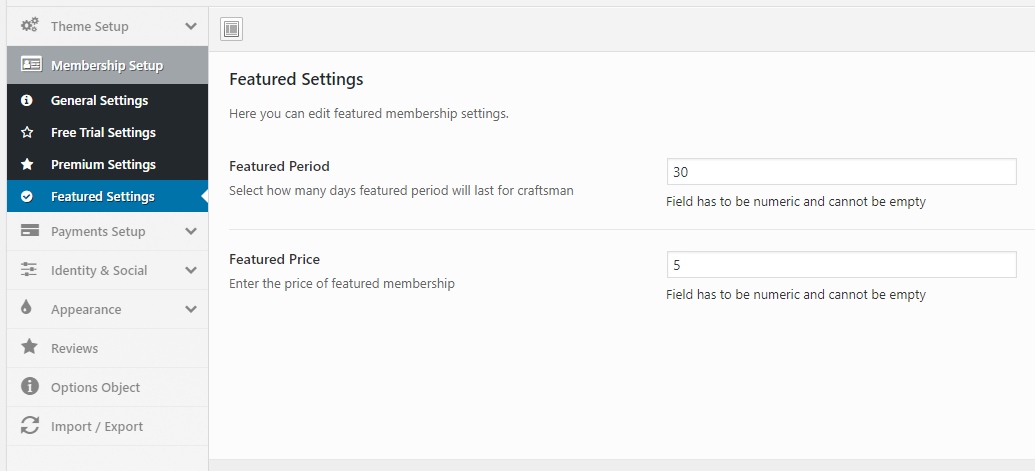 Theme Setup
Membership Setup
General Settings
Free Trial Settings
Premium Settings
Featured Settings
Payments Setup
Identity & Social
Appearance
Reviews
Options Object
Import / Export
Featured Settings
Here you can edit featured membership settings.
Featured Period
Select how many days featured period will last for craftsman
30
Field has to be numeric and cannot be empty
Featured Price
Enter the price of featured membership
5
Field has to be numeric and cannot be empty